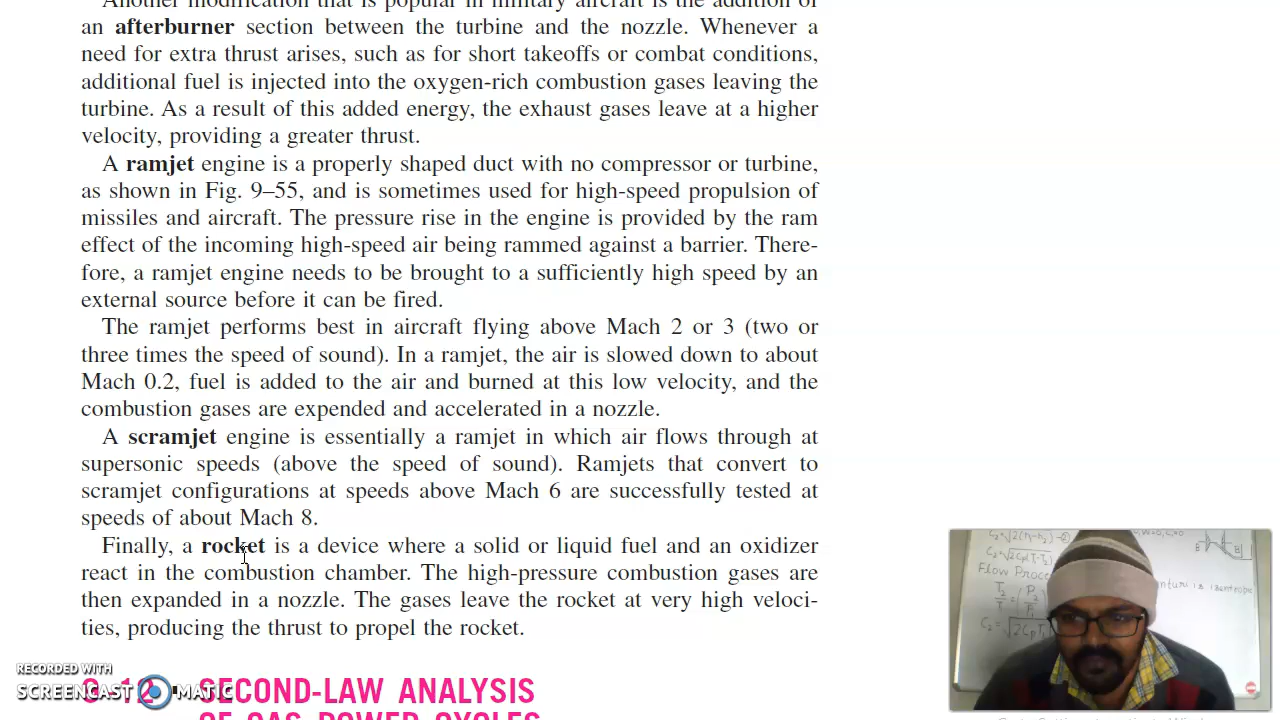 Another modification that is popular in military aircraft is the addition of
an afterburner section between the turbine and the nozzle. Whenever a
need for extra thrust arises, such as for short takeoffs or combat conditions,
additional fuel is injected into the oxygen-rich combustion gases leaving the
turbine. As a result of this added energy, the exhaust gases leave at a higher
velocity, providing a greater thrust.
A ramjet engine is a properly shaped duct with no compressor or turbine,
as shown in Fig. 9–55, and is sometimes used for high-speed propulsion of
missiles and aircraft. The pressure rise in the engine is provided by the ram
effect of the incoming high-speed air being rammed against a barrier. There-
fore, a ramjet engine needs to be brought to a sufficiently high speed by an
external source before it can be fired.
The ramjet performs best in aircraft flying above Mach 2 or 3 (two or
three times the speed of sound). In a ramjet, the air is slowed down to about
Mach 0.2, fuel is added to the air and burned at this low velocity, and the
combustion gases are expended and accelerated in a nozzle.
A scramjet engine is essentially a ramjet in which air flows through at
supersonic speeds (above the speed of sound). Ramjets that convert to
scramjet configurations at speeds above Mach 6 are successfully tested at
speeds of about Mach 8.
Finally, a rocket is a device where a solid or liquid fuel and an oxidizer
react in the combustion chamber. The high-pressure combustion gases are
then expanded in a nozzle. The gases leave the rocket at very high veloci-
ties, producing the thrust to propel the rocket.
RECORDED WITH
SCREENCAST MATIC
9–12 SECOND-LAW ANALYSIS
OF GAS POWER CYCLES
Flow Proce
isentrope